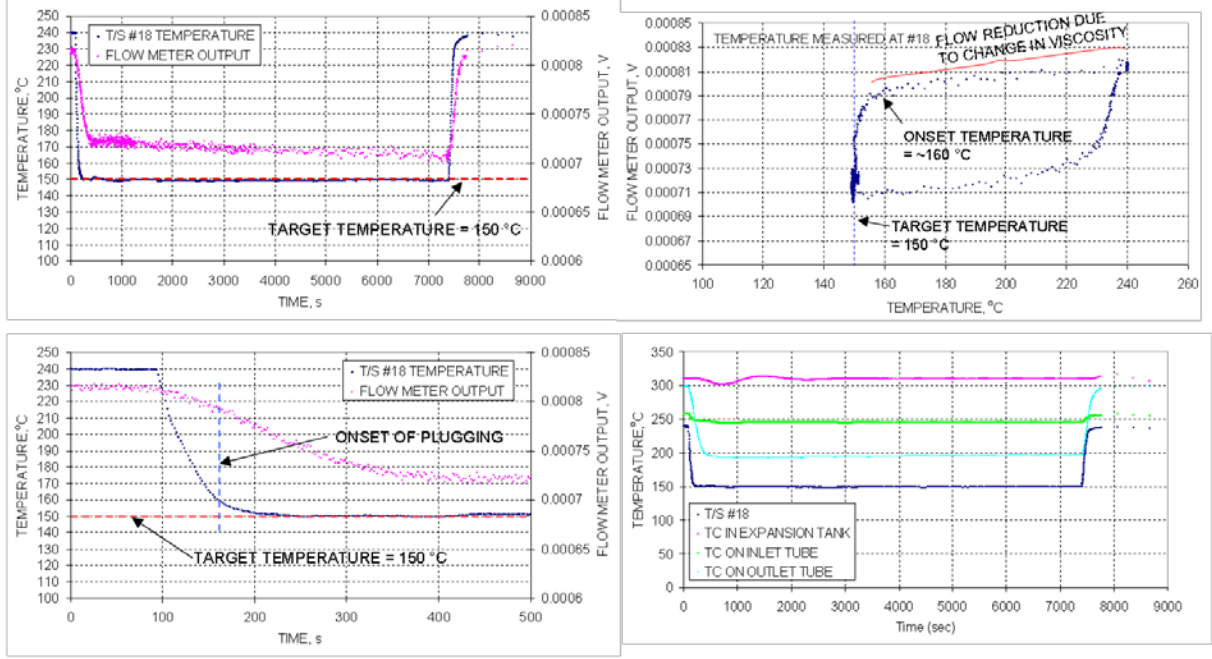 250
240
230
220
210
200
190
180
170
160
150
140
130
120
110
100
TEMPERATURE,°C
T/S #18 TEMPERATURE
FLOW METER OUTPUT
TARGET TEMPERATURE = 150 °C
0.00085
0.0008
0.00075
0.0007
0.00065
0.0006
FLOW METER OUTPUT, V
0 1000 2000 3000 4000 5000 6000 7000 8000 9000
TIME, s
0.00085
0.00083
0.00081
0.00079
0.00077
0.00075
0.00073
0.00071
0.00069
0.00067
0.00065
FLOW METER OUTPUT, V
TEMPERATURE MEASURED AT #18
FLOW REDUCTION DUE
TO CHANGE IN VISCOSITY
ONSET TEMPERATURE
= ~160 °C
TARGET TEMPERATURE
= 150 °C
100 120 140 160 180 200 220 240 260
TEMPERATURE, °C
250
240
230
220
210
200
190
180
170
160
150
140
130
120
110
100
TEMPERATURE,°C
T/S #18 TEMPERATURE
FLOW METER OUTPUT
ONSET OF PLUGGING
TARGET TEMPERATURE = 150 °C
0.00085
0.0008
0.00075
0.0007
0.00065
0.0006
FLOW METER OUTPUT, V
0 100 200 300 400 500
TIME, s
350
300
250
200
150
100
50
0
TEMPERATURE,°C
T/S #18
TC IN EXPANSION TANK
TC ON INLET TUBE
TC ON OUTLET TUBE
0 1000 2000 3000 4000 5000 6000 7000 8000 9000
Time (sec)